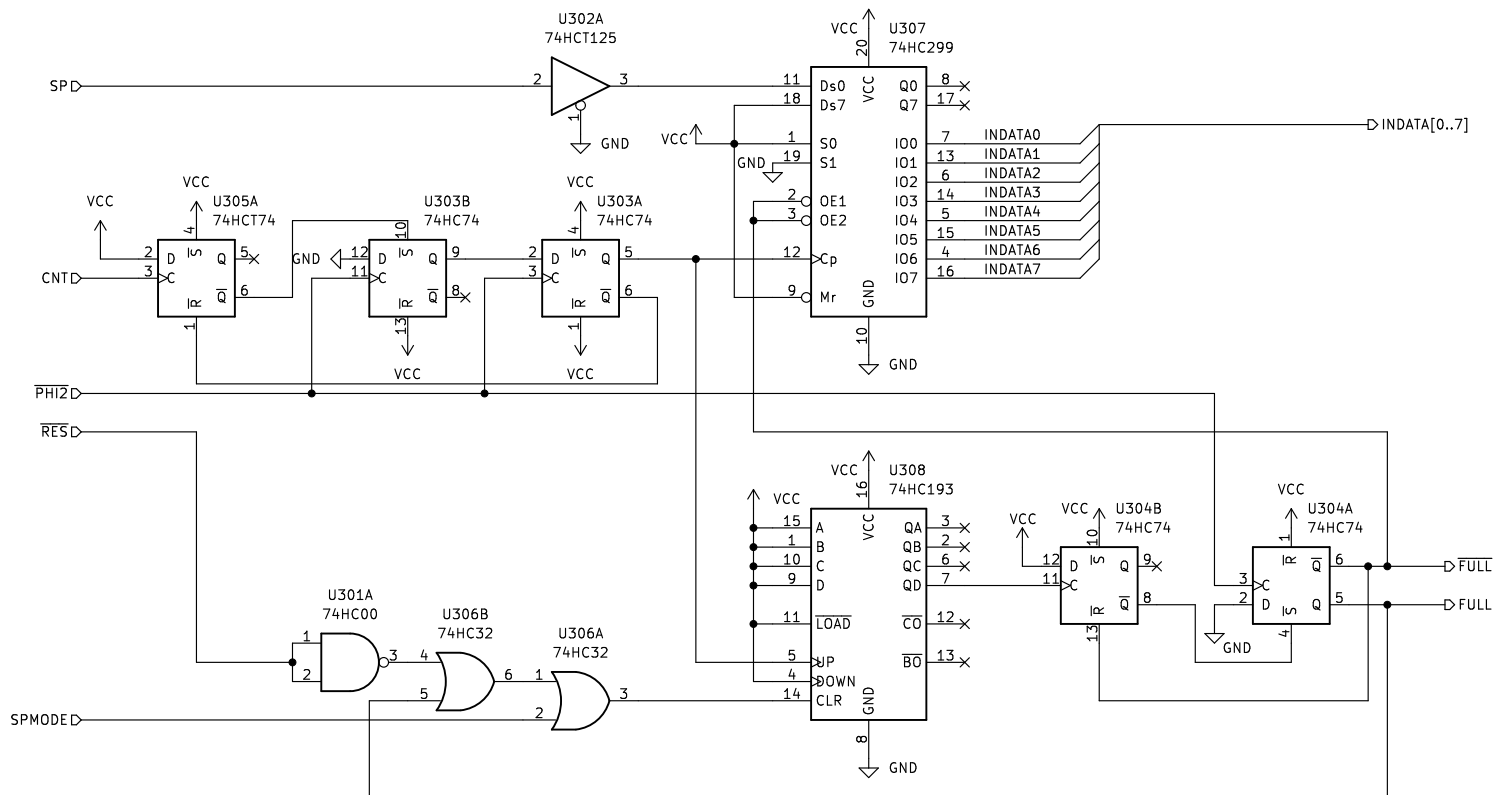 U302A
74HCT125
SP
2
3
1
GND
VCC
20
U307
74HC299
11 Ds0
18 Ds7
1 S0
19 S1
2 OE1
3 OE2
12 Cp
9 Mr
VCC
GND
10
GND
VCC
GND
Q0 8
Q7 17
IO0 7 INDATA0
IO1 13 INDATA1
IO2 6 INDATA2
IO3 14 INDATA3
IO4 5 INDATA4
IO5 15 INDATA5
IO6 4 INDATA6
IO7 16 INDATA7
INDATA[0..7]
VCC
VCC
U305A
74HCT74
4
2 D S Q 5
CNT
3 C
R Q 6
1
U303B
74HC74
10
GND
12 D S Q 9
11 C
R Q 8
13
VCC
VCC
U303A
74HC74
4
2 D S Q 5
3 C
R Q 6
1
VCC
PHI2
RES
U301A
74HC00
1
2
3
U306B
74HC32
4
5
6
U306A
74HC32
1
2
3
SPMODE
VCC
VCC
16
U308
74HC193
15 A
1 B
10 C
9 D
11 LOAD
5 UP
4 DOWN
14 CLR
VCC
GND
8
GND
QA 3
QB 2
QC 6
QD 7
CO 12
BO 13
VCC
VCC
U304B
74HC74
10
12 D S Q 9
11 C
R Q 8
13
VCC
U304A
74HC74
1
R Q 6
3 C
2 D S Q 5
4
GND
FULL
FULL